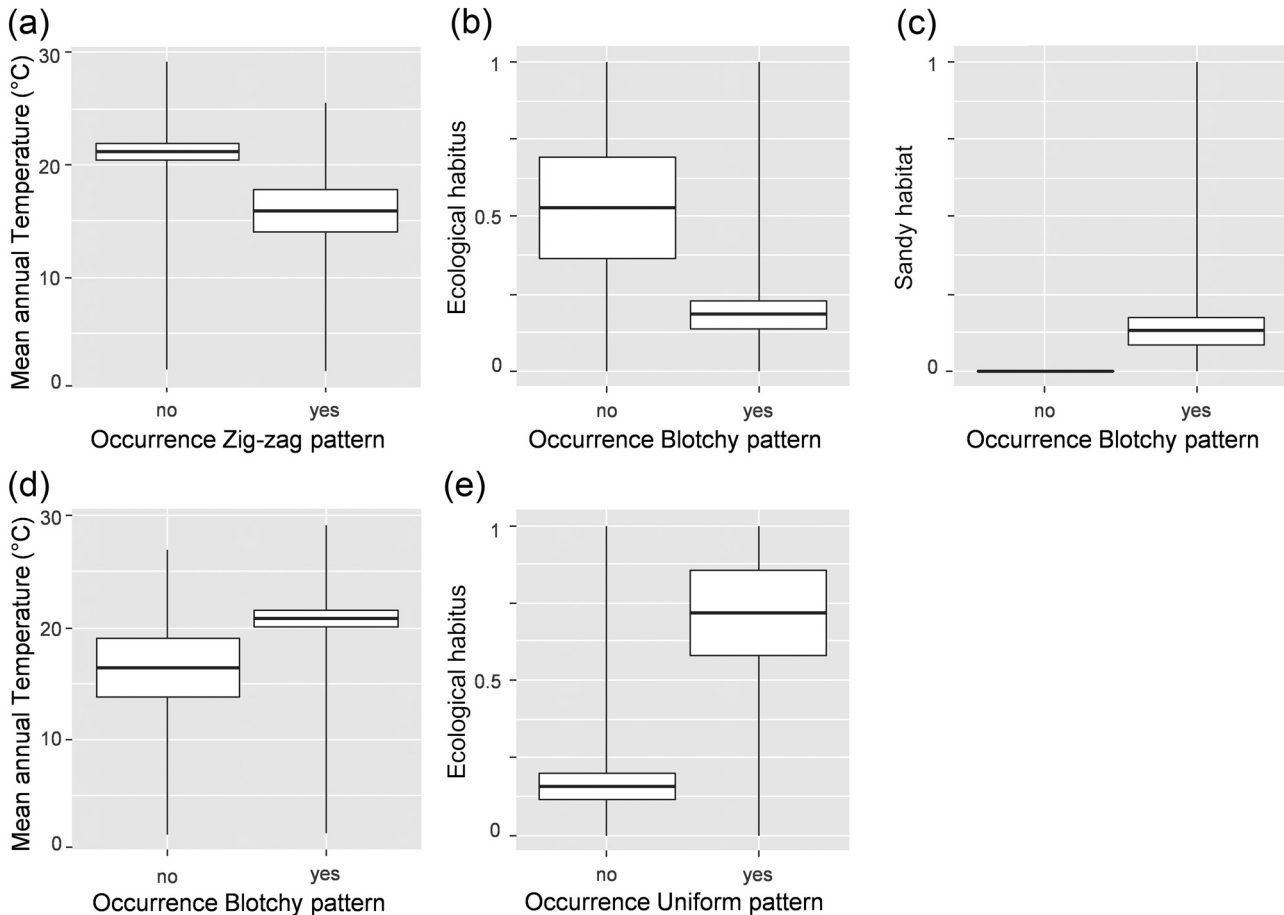 (a)
Mean annual Temperature (°C)
30
20
10
0
no yes
Occurrence Zig-zag pattern
(b)
Ecological habitus
1
0.5
0
no yes
Occurrence Blotchy pattern
(c)
Sandy habitat
1
0
no yes
Occurrence Blotchy pattern
(d)
Mean annual Temperature (°C)
30
20
10
0
no yes
Occurrence Blotchy pattern
(e)
Ecological habitus
1
0.5
0
no yes
Occurrence Uniform pattern